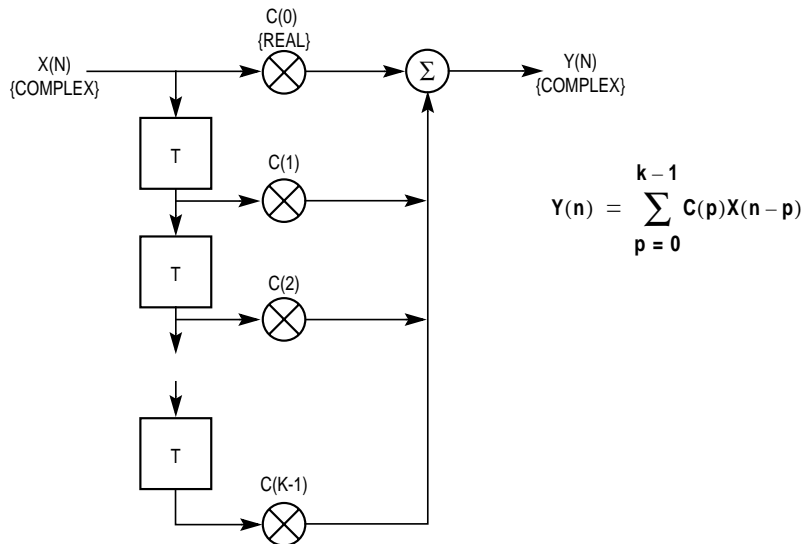 C(0)
{REAL}
X(N)
{COMPLEX}
Σ
Y(N)
{COMPLEX}
T
C(1)
T
C(2)
T
C(K-1)
k – 1
Y(n) = ∑ C(p)X(n – p)
p = 0